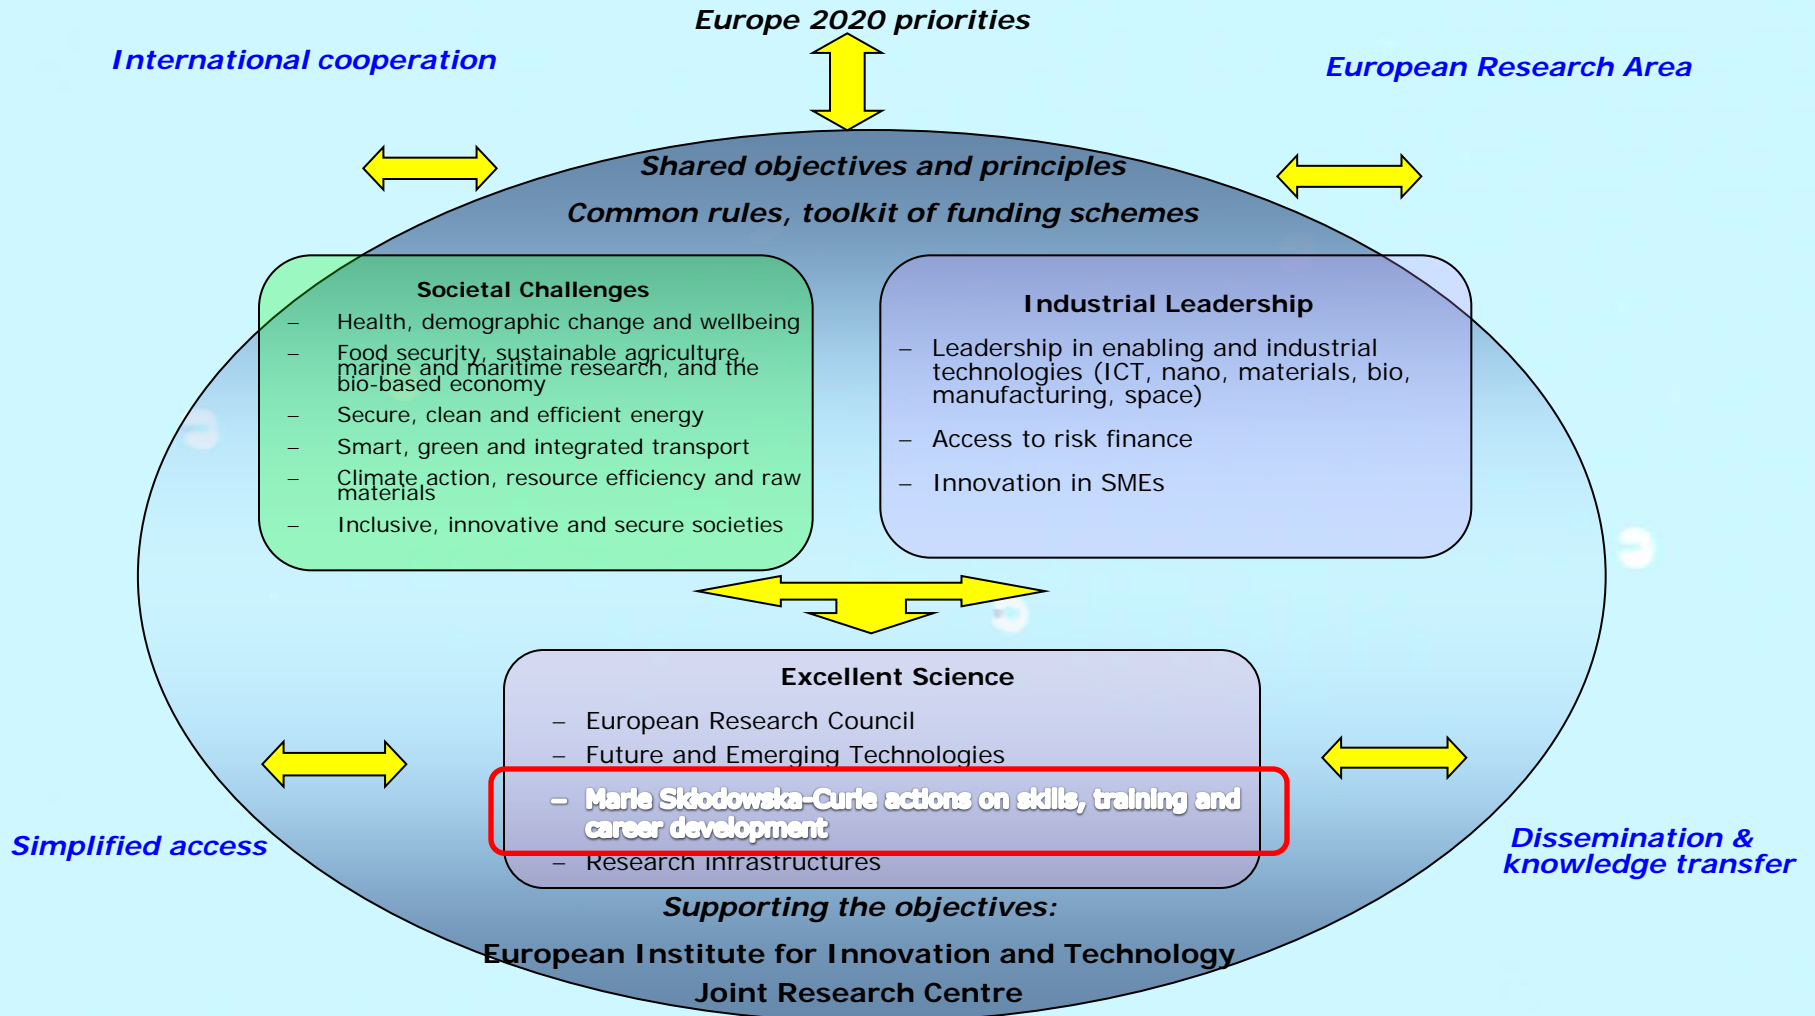 Europe 2020 priorities
International cooperation
European Research Area
Shared objectives and principles
Common rules, toolkit of funding schemes
Societal Challenges
– Health, demographic change and wellbeing
– Food security, sustainable agriculture,
marine and maritime research, and the
bio-based economy
– Secure, clean and efficient energy
– Smart, green and integrated transport
– Climate action, resource efficiency and raw
materials
– Inclusive, innovative and secure societies
Industrial Leadership
– Leadership in enabling and industrial
technologies (ICT, nano, materials, bio,
manufacturing, space)
– Access to risk finance
– Innovation in SMEs
Excellent Science
– European Research Council
– Future and Emerging Technologies
– Marie Skłodowska-Curie actions on skills, training and
career development
– Research infrastructures
Simplified access
Dissemination &
knowledge transfer
Supporting the objectives:
European Institute for Innovation and Technology
Joint Research Centre